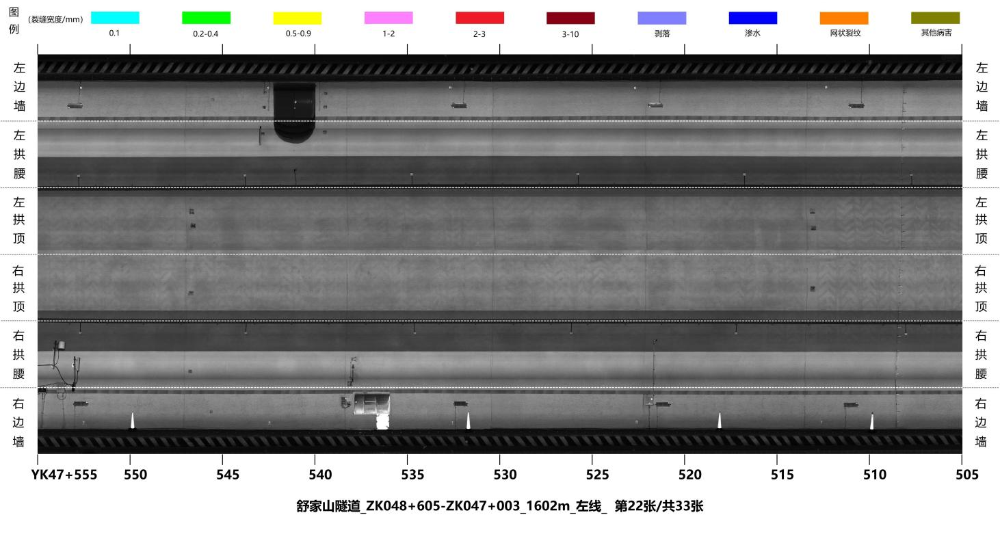 图例
(裂缝宽度/mm)
0.1
0.2-0.4
0.5-0.9
1-2
2-3
3-10
剥落
渗水
网状裂纹
其他病害
左边墙
左边墙
左拱腰
左拱腰
左拱顶
左拱顶
右拱顶
右拱顶
右拱腰
右拱腰
右边墙
右边墙
YK47+555 550 545 540 535 530 525 520 515 510 505
舒家山隧道_ZK048+605-ZK047+003_1602m_左线_ 第22张/共33张